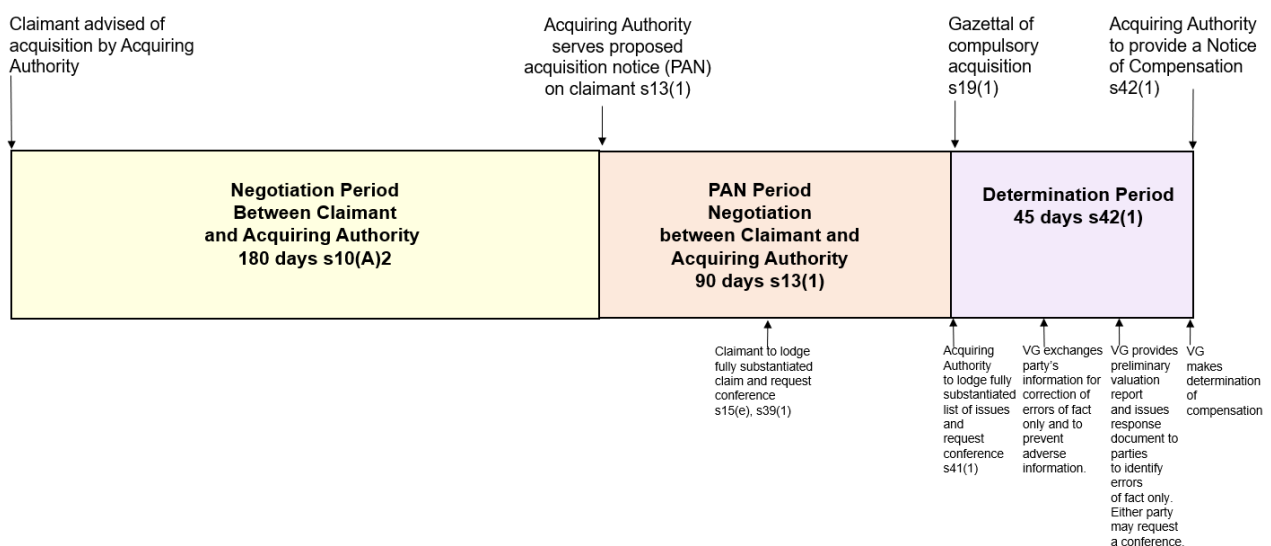 Claimant advised of
acquisition by Acquiring
Authority
Acquiring Authority
serves proposed
acquisition notice (PAN)
on claimant s13(1)
Gazettal of
compulsory
acquisition
s19(1)
Acquiring Authority
to provide a Notice
of Compensation
s42(1)
Negotiation Period
Between Claimant
and Acquiring Authority
180 days s10(A)2
PAN Period
Negotiation
between Claimant and
Acquiring Authority
90 days s13(1)
Determination Period
45 days s42(1)
Claimant to lodge
fully substantiated
claim and request
conference
s15(e), s39(1)
Acquiring
Authority
to lodge fully
substantiated
list of issues
and
request
conference
s41(1)
VG exchanges
party's
information for
correction of
errors of fact
only and to
prevent
adverse
information.
VG provides
preliminary
valuation
report
and issues
response
document to
parties
to identify
errors
of fact only.
Either party
may request
a conference.
VG
makes
determination
of
compensation